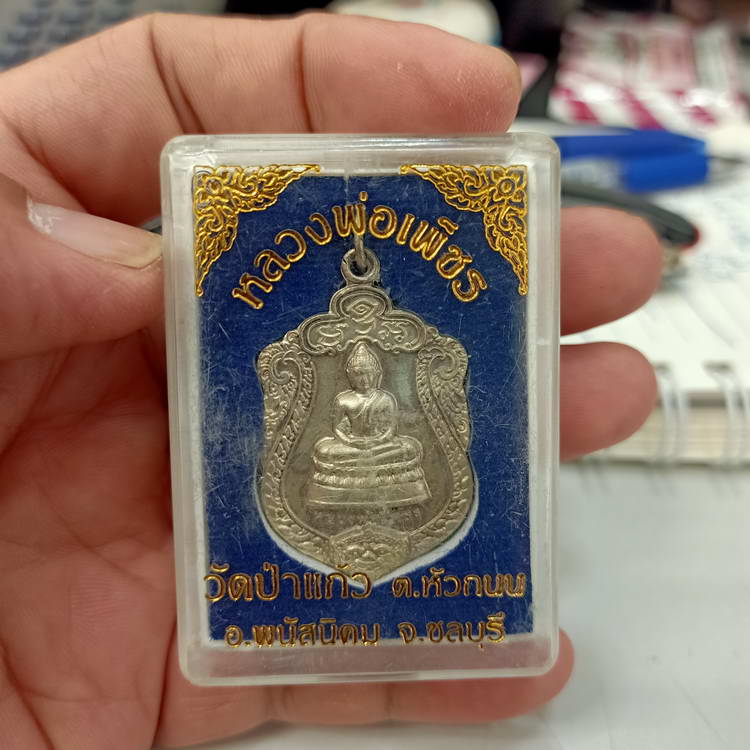 หลวงพ่อเพ็ชร
วัดป่าแก้ว ต.หัวถนน
อ.พนัสนิคม จ.ชลบุรี